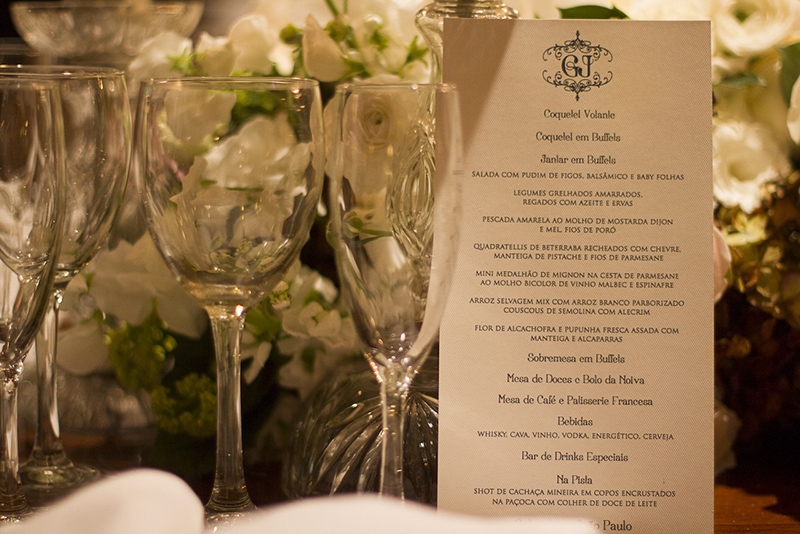 GJ
Coquetel Volante
Coquetel em Buffets
Jantar em Buffets
SALADA COM PUDIM DE FIGOS, BALSÂMICO E BABY FOLHAS
LEGUMES GRELHADOS AMARRADOS,
REGADOS COM AZEITE E ERVAS
PESCADA AMARELA AO MOLHO DE MOSTARDA DIJON
E MEL, FIOS DE PORÓ
QUADRATTELIS DE BETERRABA RECHEADOS COM CHEVRE,
MANTEIGA DE PISTACHE E FIOS DE PARMESANE
MINI MEDALHÃO DE MIGNON NA CESTA DE PARMESANE
AO MOLHO BICOLOR DE VINHO MALBEC E ESPINAFRE
ARROZ SELVAGEM MIX COM ARROZ BRANCO PARBORIZADO
COUSCOUS DE SEMOLINA COM ALECRIM
FLOR DE ALCACHOFRA E PUPUNHA FRESCA ASSADA COM
MANTEIGA E ALCAPARRAS
Sobremesa em Buffets
Mesa de Doces e Bolo da Noiva
Mesa de Café e Patisserie Francesa
Bebidas
WHISKY, CAVA, VINHO, VODKA, ENERGÉTICO, CERVEJA
Bar de Drinks Especiais
Na Pista
SHOT DE CACHAÇA MINEIRA EM COPOS ENCRUSTADOS
NA PAÇOCA COM COLHER DE DOCE DE LEITE
Paulo